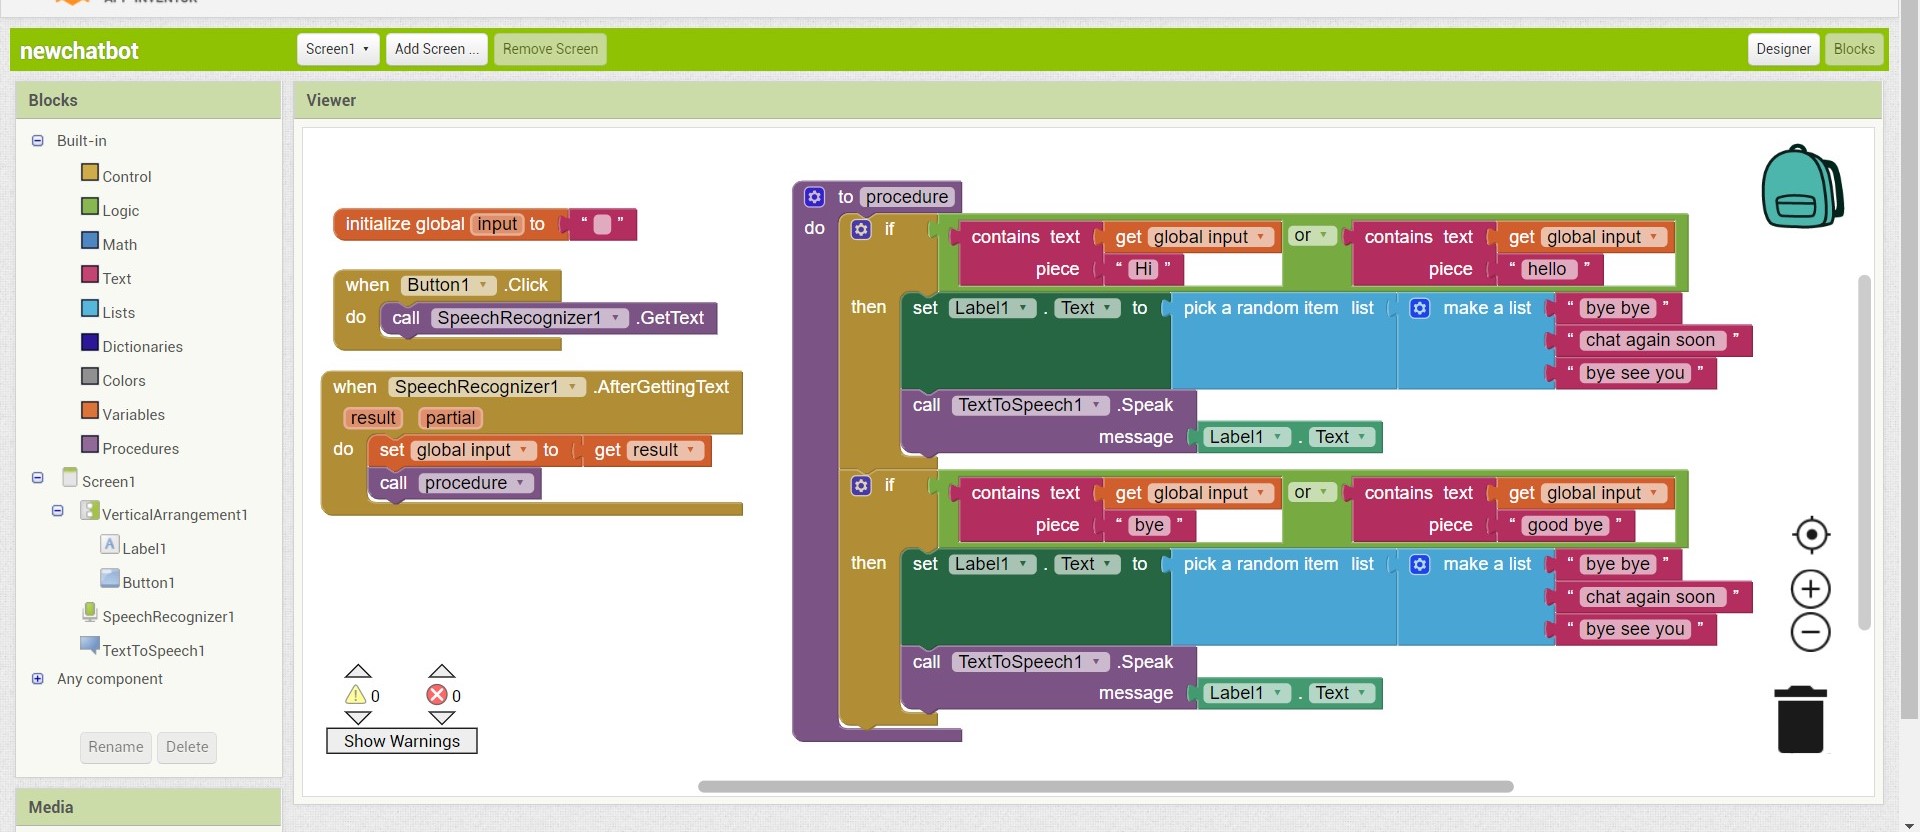 newchatbot
Screen1
Add Screen ...
Remove Screen
Designer
Blocks
Blocks
Built-in
Control
Logic
Math
Text
Lists
Dictionaries
Colors
Variables
Procedures
Screen1
VerticalArrangement1
Label1
Button1
SpeechRecognizer1
TextToSpeech1
Any component
Rename
Delete
Media
Viewer
initialize global input to " "
when Button1 .Click
do call SpeechRecognizer1 .GetText
when SpeechRecognizer1 .AfterGettingText
result partial
do set global input to get result
call procedure
0 0
Show Warnings
to procedure
do if contains text get global input or contains text get global input
piece " Hi " piece " hello "
then set Label1 . Text to pick a random item list make a list " bye bye "
" chat again soon "
" bye see you "
call TextToSpeech1 .Speak
message Label1 . Text
if contains text get global input or contains text get global input
piece " bye " piece " good bye "
then set Label1 . Text to pick a random item list make a list " bye bye "
" chat again soon "
" bye see you "
call TextToSpeech1 .Speak
message Label1 . Text